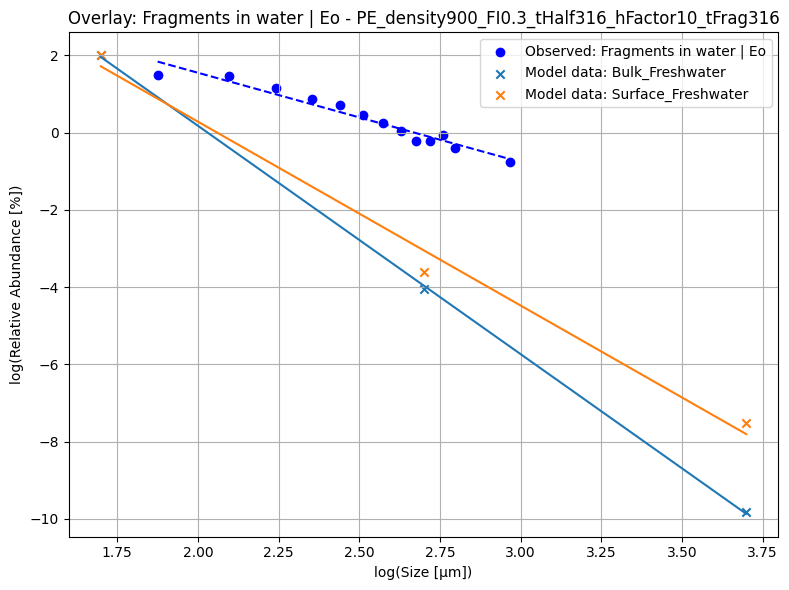 Overlay: Fragments in water | Eo - PE_density900_FI0.3_tHalf316_hFactor10_tFrag316
Observed: Fragments in water | Eo
Model data: Bulk_Freshwater
Model data: Surface_Freshwater
log(Relative Abundance [%])
2
0
−2
−4
−6
−8
−10
1.75 2.00 2.25 2.50 2.75 3.00 3.25 3.50 3.75
log(Size [μm])